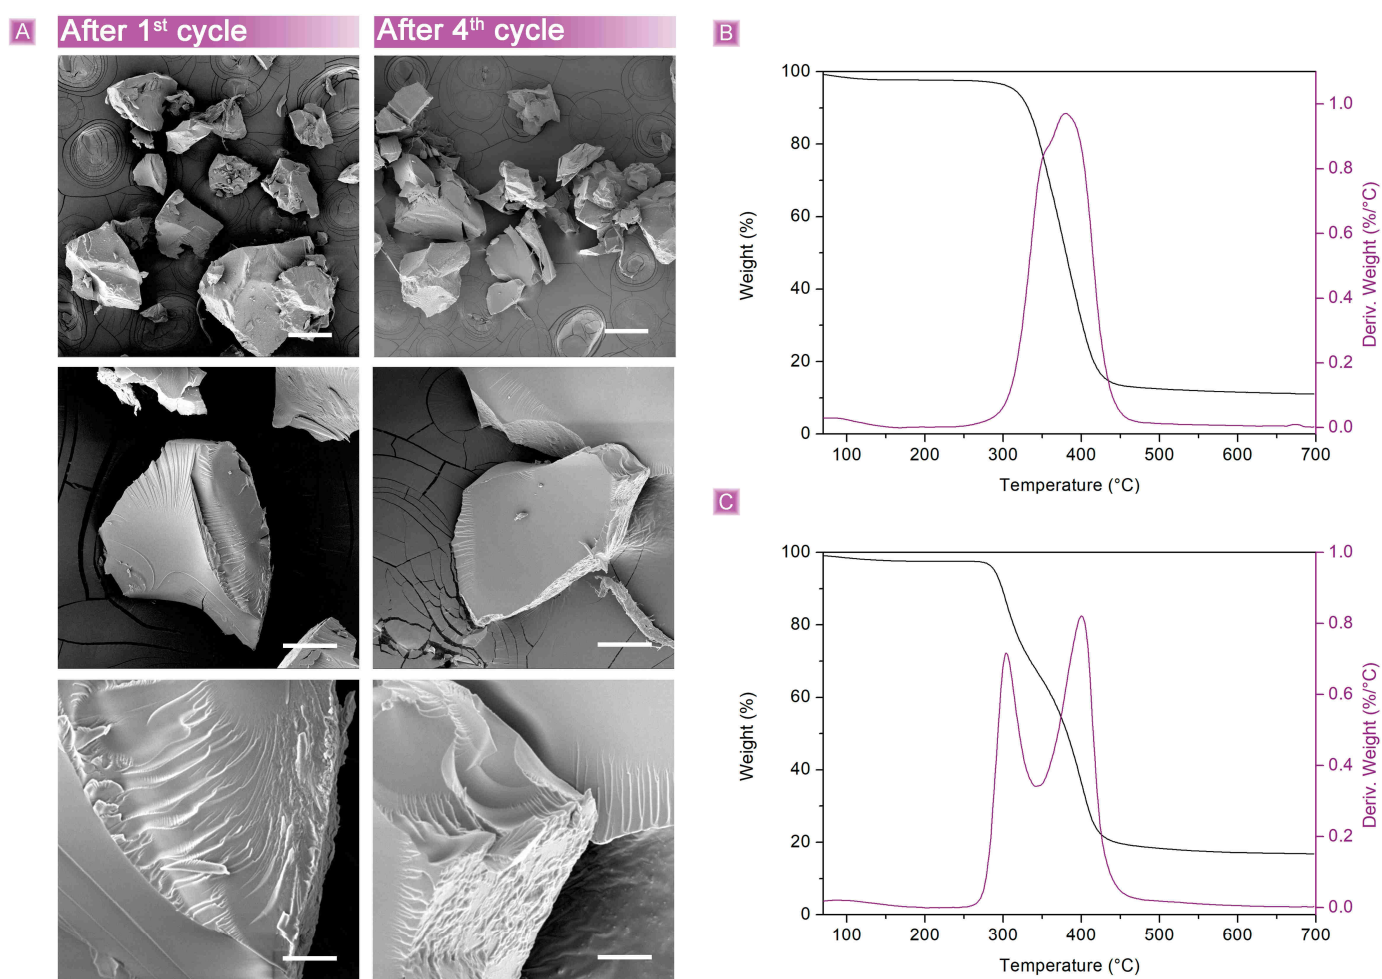 A
After 1st cycle
After 4th cycle
B
100
80
60
40
20
0
Weight (%)
1.0
0.8
0.6
0.4
0.2
0.0
Deriv. Weight (%/°C)
100 200 300 400 500 600 700
Temperature (°C)
C
100
80
60
40
20
0
Weight (%)
1.0
0.8
0.6
0.4
0.2
0.0
Deriv. Weight (%/°C)
100 200 300 400 500 600 700
Temperature (°C)